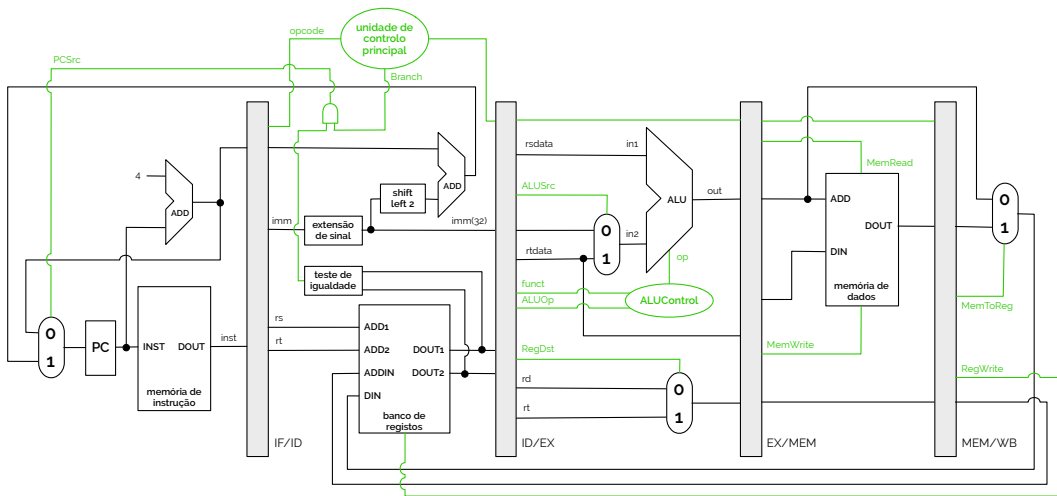 unidade de
controlo
principal
opcode
PCSrc
Branch
4
ADD
ADD
shift
left 2
imm
extensão
de sinal
imm(32)
teste de
igualdade
0
1
PC
INST
DOUT
memória de
instrução
inst
rs
rt
ADD1
ADD2
ADDIN
DIN
DOUT1
DOUT2
banco de
registos
IF/ID
rsdata
in1
ALUSrc
0
1
in2
rtdata
ALU
out
op
funct
ALUOp
ALUControl
RegDst
rd
rt
0
1
ID/EX
MemRead
ADD
DOUT
DIN
memória de
dados
MemWrite
EX/MEM
0
1
MemToReg
RegWrite
MEM/WB